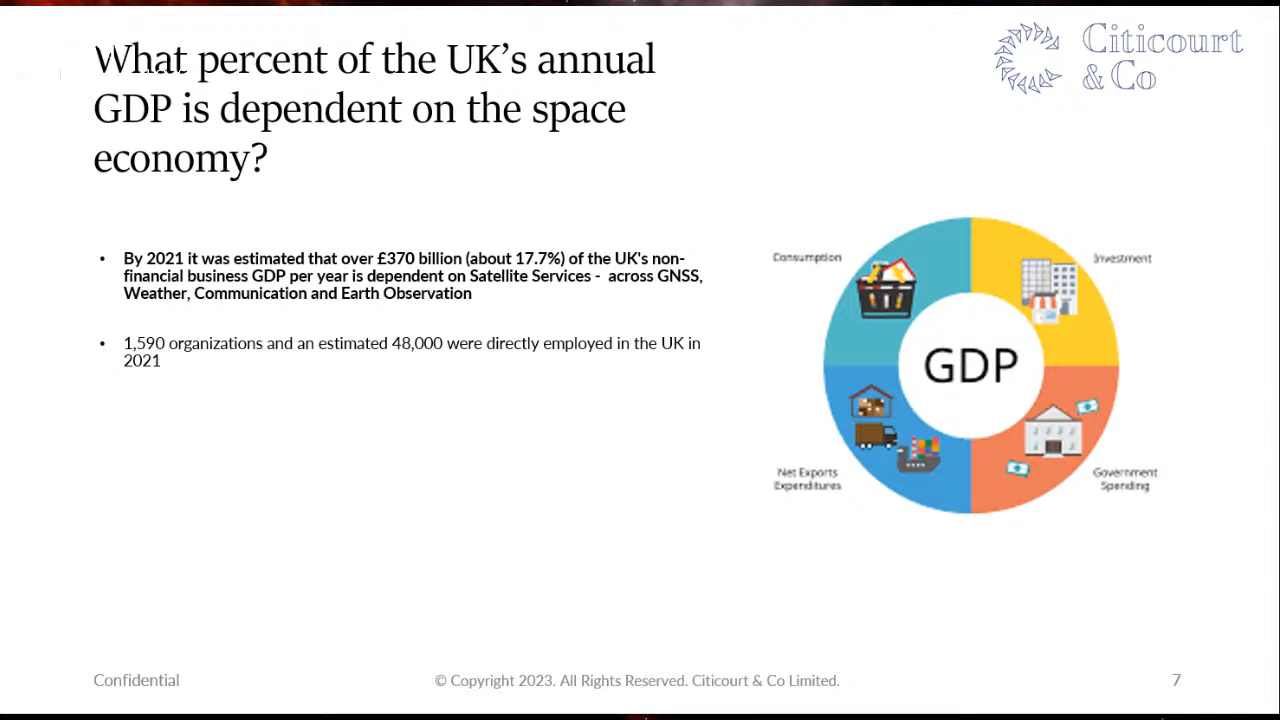 What percent of the UK's annual
GDP is dependent on the space
economy?
Citicourt
& Co
• By 2021 it was estimated that over £370 billion (about 17.7%) of the UK's non-
financial business GDP per year is dependent on Satellite Services - across GNSS,
Weather, Communication and Earth Observation
• 1,590 organizations and an estimated 48,000 were directly employed in the UK in
2021
Consumption
Investment
GDP
Net Exports
Expenditures
Government
Spending
Confidential
© Copyright 2023. All Rights Reserved. Citicourt & Co Limited.
7